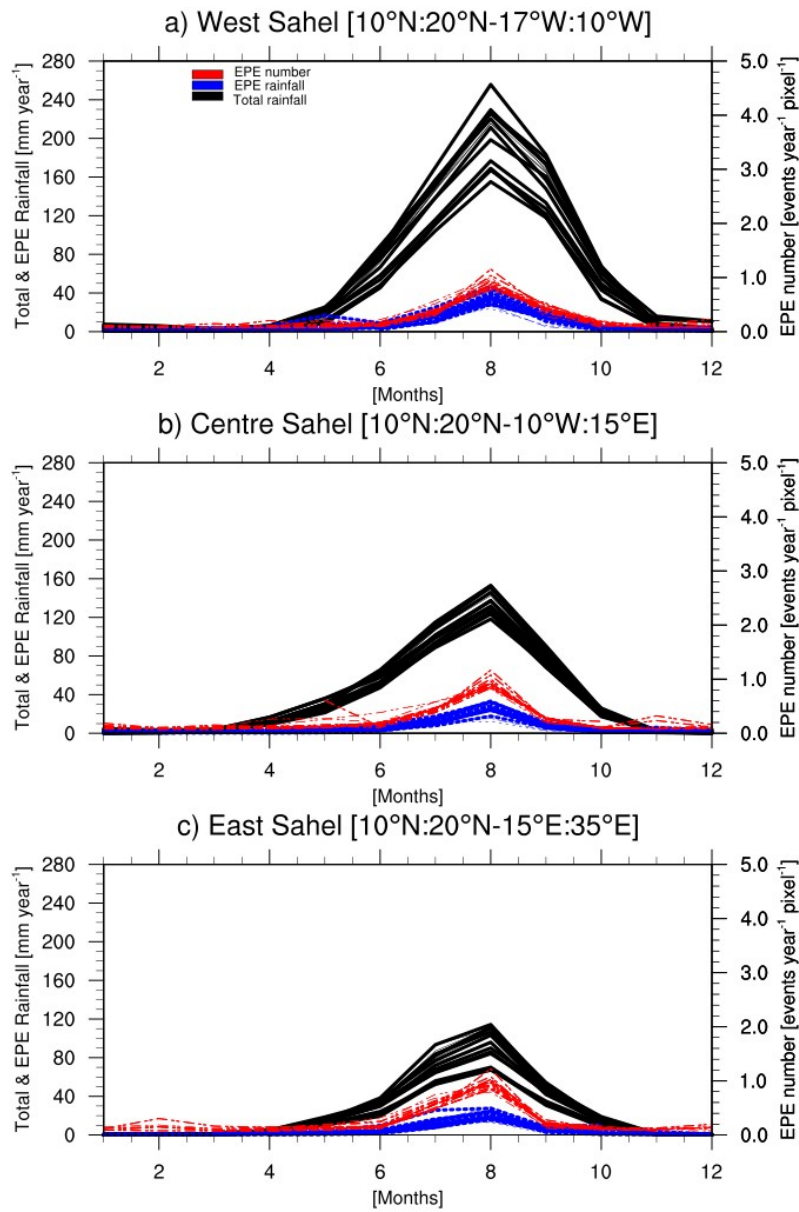 a) West Sahel [10°N:20°N-17°W:10°W]
Total & EPE Rainfall [mm year⁻¹]
280
240
200
160
120
80
40
0
EPE number
EPE rainfall
Total rainfall
5.0
4.0
3.0
2.0
1.0
0.0
EPE number [events year⁻¹ pixel⁻¹]
2 4 6 8 10 12
[Months]
b) Centre Sahel [10°N:20°N-10°W:15°E]
Total & EPE Rainfall [mm year⁻¹]
280
240
200
160
120
80
40
0
5.0
4.0
3.0
2.0
1.0
0.0
EPE number [events year⁻¹ pixel⁻¹]
2 4 6 8 10 12
[Months]
c) East Sahel [10°N:20°N-15°E:35°E]
Total & EPE Rainfall [mm year⁻¹]
280
240
200
160
120
80
40
0
5.0
4.0
3.0
2.0
1.0
0.0
EPE number [events year⁻¹ pixel⁻¹]
2 4 6 8 10 12
[Months]